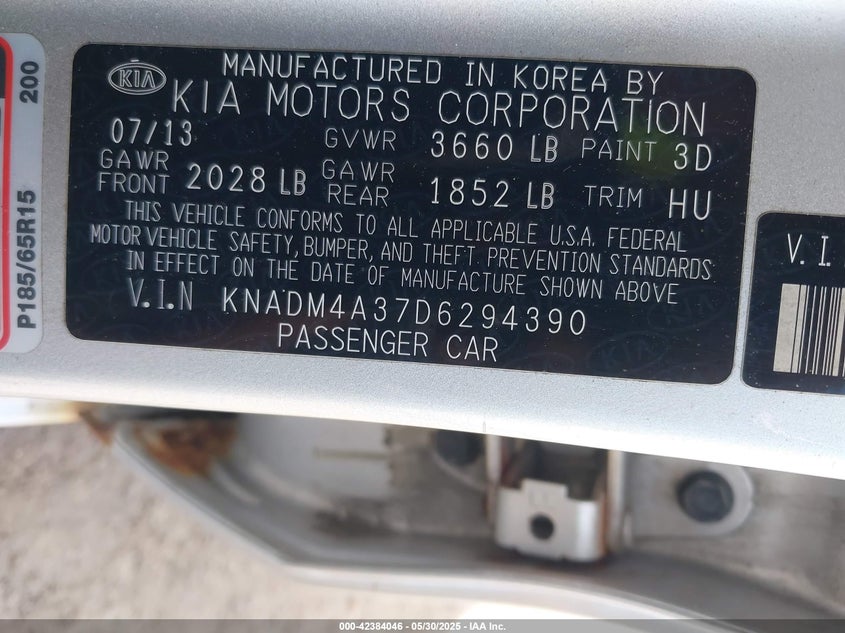 200
P185/65R15
KIA
MANUFACTURED IN KOREA BY
KIA MOTORS CORPORATION
07/13 GVWR 3660 LB PAINT 3D
GAWR FRONT 2028 LB GAWR REAR 1852 LB TRIM HU
THIS VEHICLE CONFORMS TO ALL APPLICABLE U.S.A. FEDERAL
MOTOR VEHICLE SAFETY, BUMPER, AND THEFT PREVENTION STANDARDS
IN EFFECT ON THE DATE OF MANUFACTURE SHOWN ABOVE
V.I.N KNADM4A37D6294390
PASSENGER CAR
V.I.
000-42384046 - 05/30/2025 - IAA Inc.